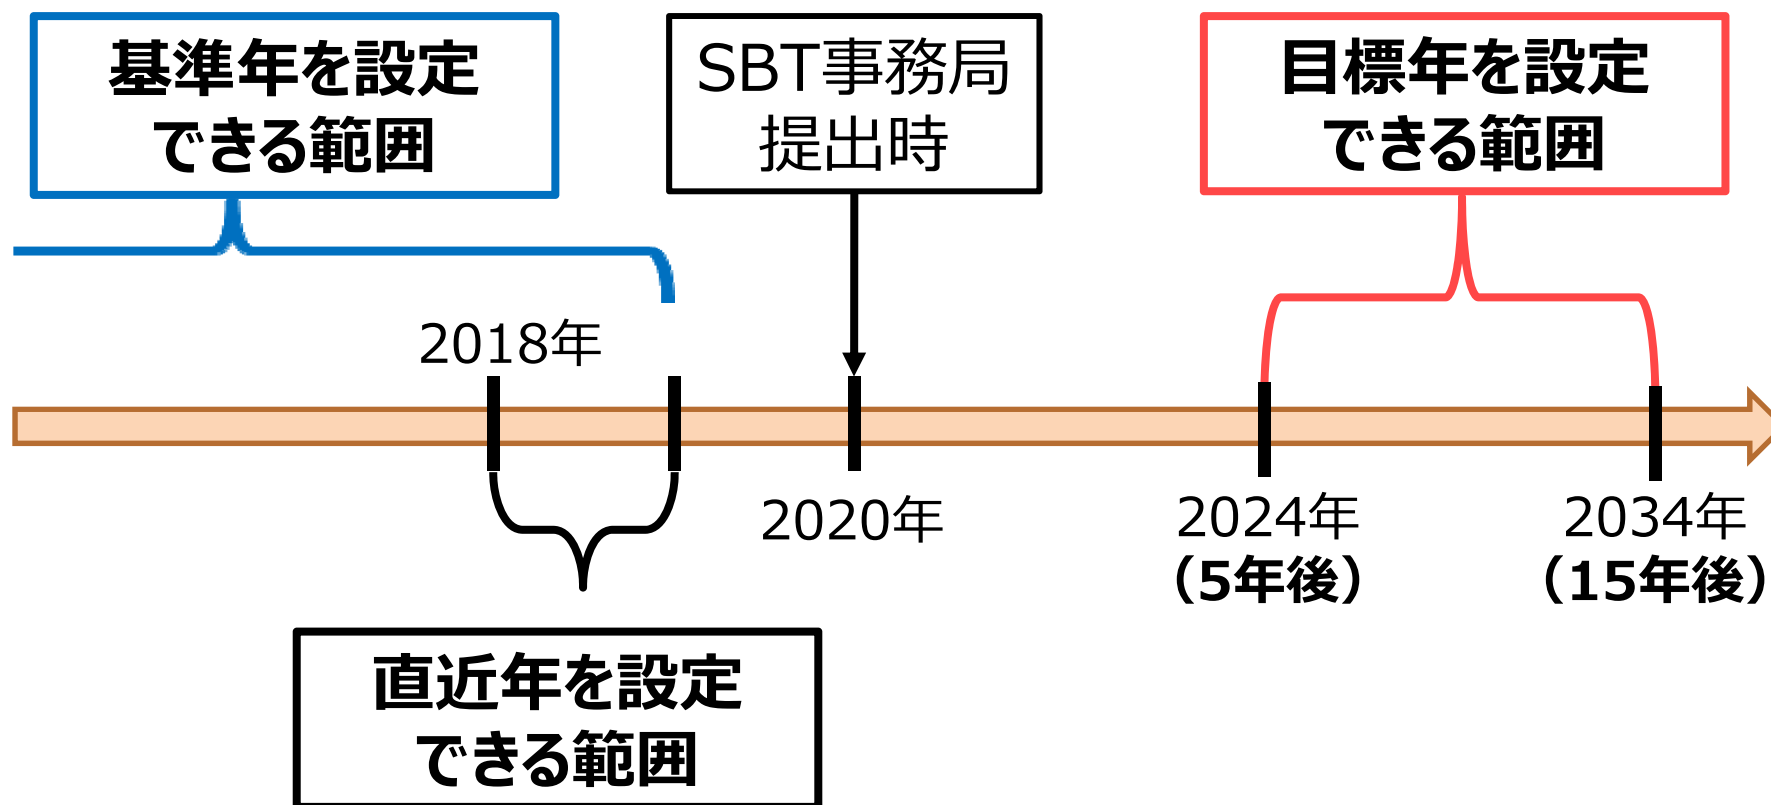 基準年を設定
できる範囲
SBT事務局
提出時
目標年を設定
できる範囲
2018年
2020年
2024年
（5年後）
2034年
（15年後）
直近年を設定
できる範囲